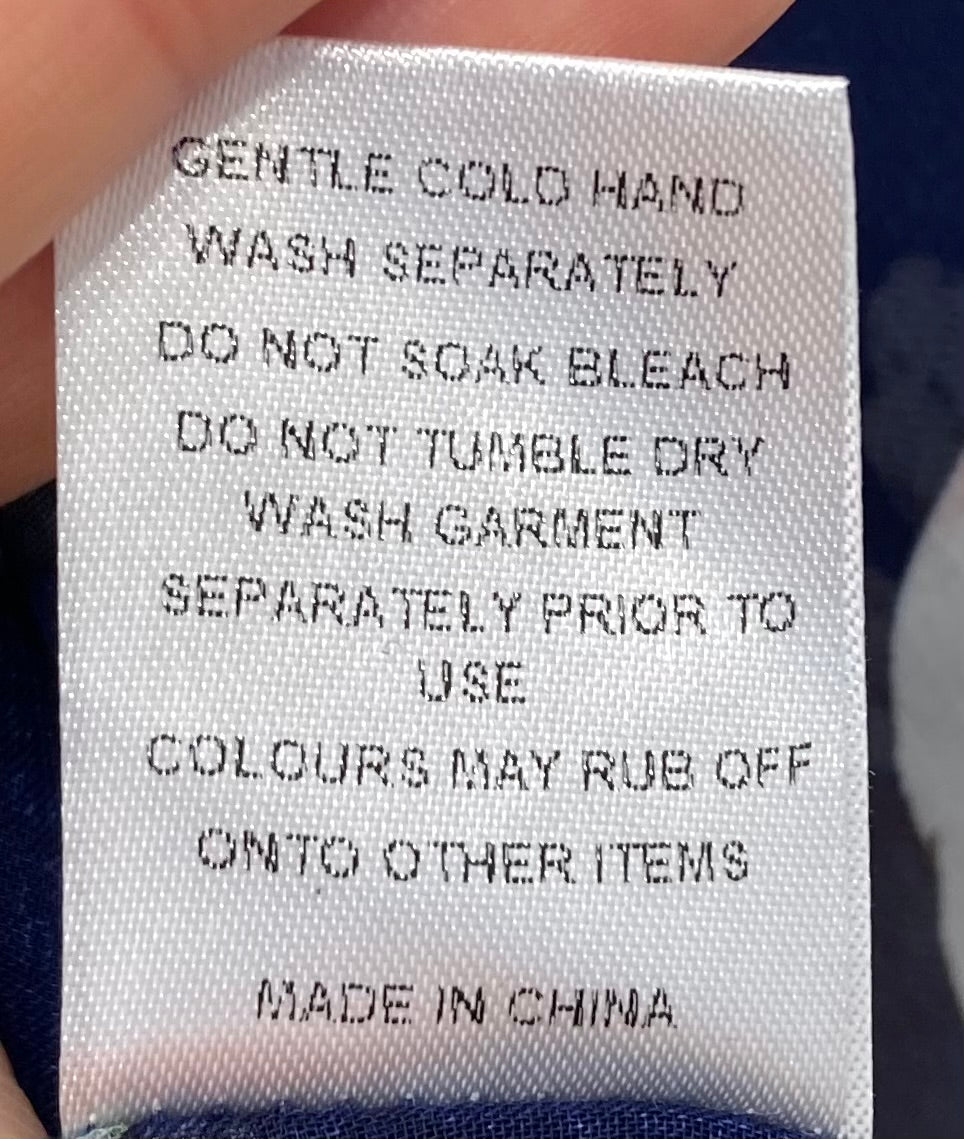 GENTLE COLD HAND
WASH SEPARATELY
DO NOT SOAK BLEACH
DO NOT TUMBLE DRY
WASH GARMENT
SEPARATELY PRIOR TO
USE
COLOURS MAY RUB OFF
ONTO OTHER ITEMS
MADE IN CHINA